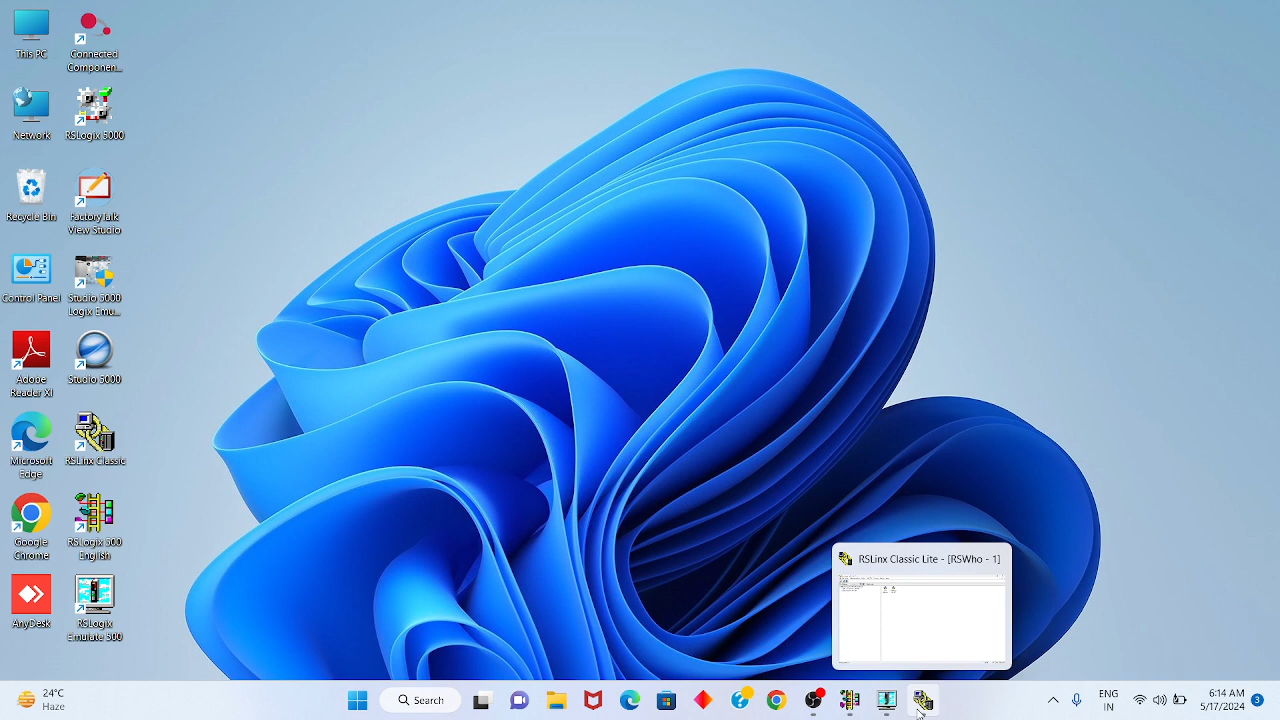 This PC
Connected
Componen...
Network
RSLogix 5000
Recycle Bin
FactoryTalk
View Studio
Control Panel
Studio 5000
Logix Emu...
Adobe
Reader XI
Studio 5000
Microsoft
Edge
RSLinx Classic
Google
Chrome
RSLogix 500
English
AnyDesk
RSLogix
Emulate 500
RSLinx Classic Lite - [RSWho - 1]
24°C
Haze
Search
ENG
IN
6:14 AM
5/17/2024
3